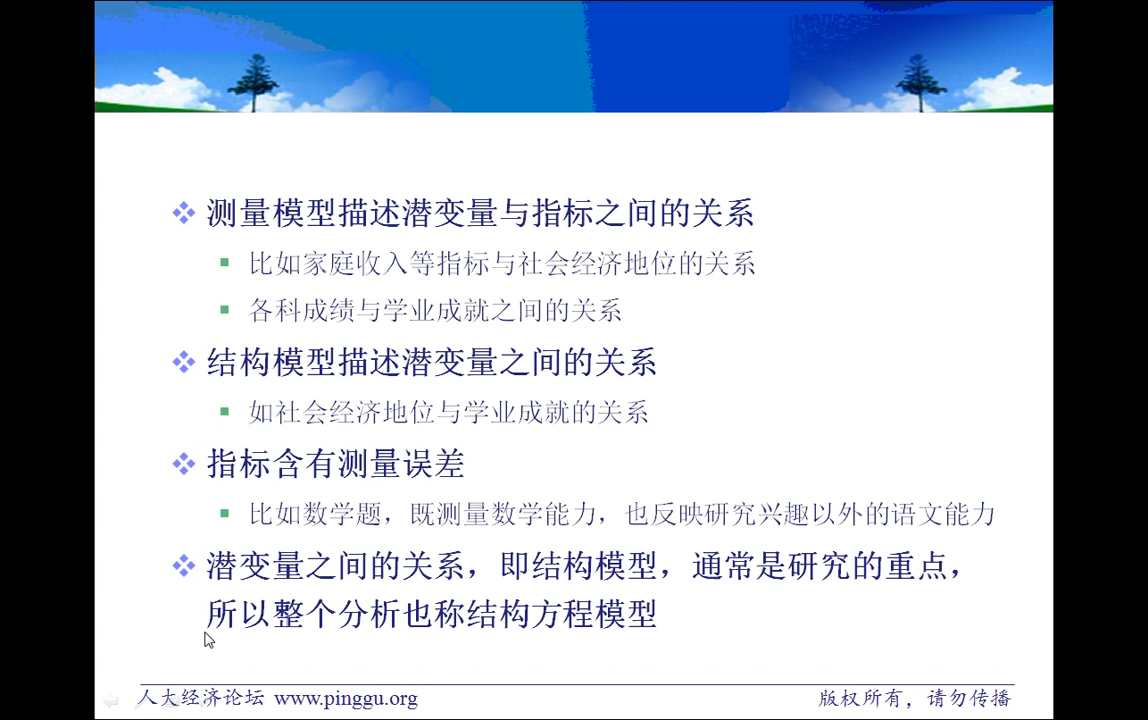 测量模型描述潜变量与指标之间的关系
比如家庭收入等指标与社会经济地位的关系
各科成绩与学业成就之间的关系
结构模型描述潜变量之间的关系
如社会经济地位与学业成就的关系
指标含有测量误差
比如数学题，既测量数学能力，也反映研究兴趣以外的语文能力
潜变量之间的关系，即结构模型，通常是研究的重点，
所以整个分析也称结构方程模型
人大经济论坛 www.pinggu.org
版权所有，请勿传播